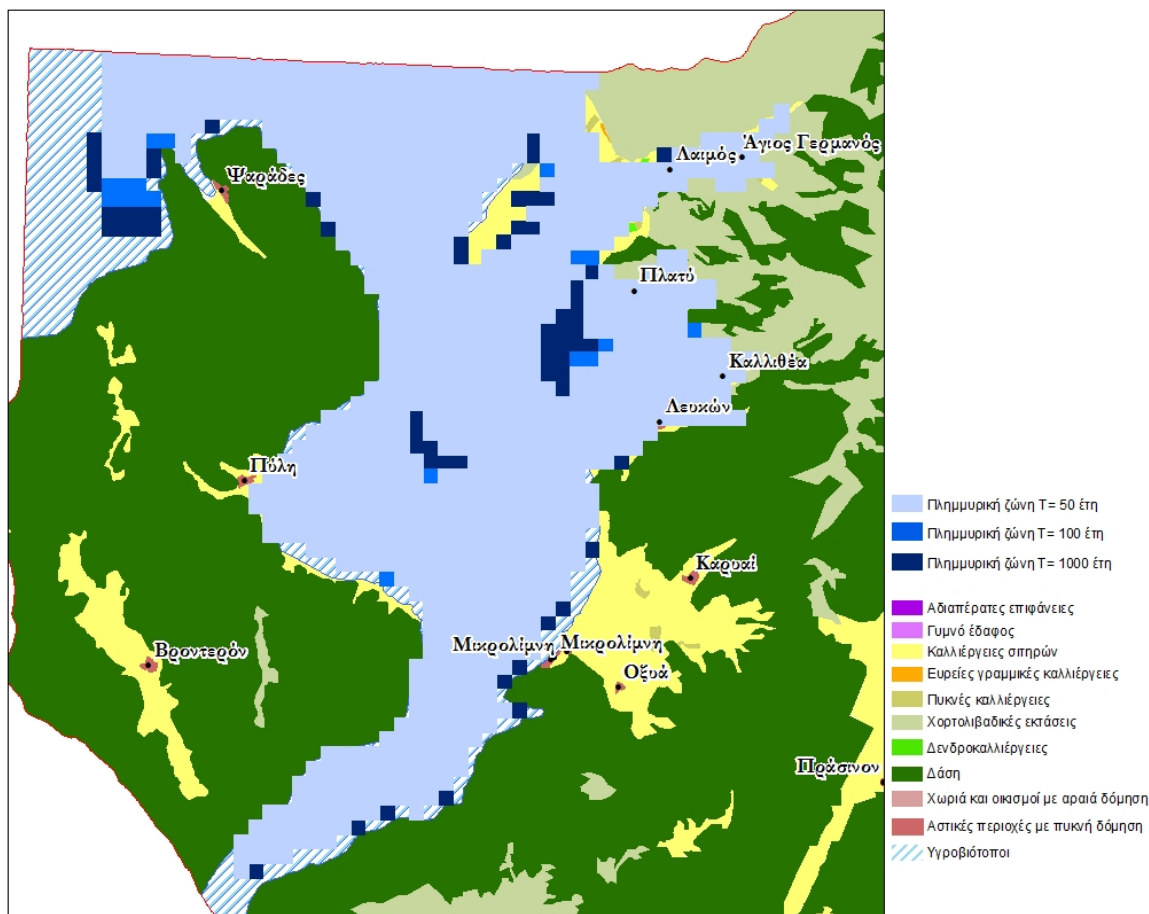 Άγιος Γερμανός
Λαιμός
Ψαράδες
Πλατύ
Καλλιθέα
Λευκών
Πύλη
Καρυαί
Μικρολίμνη
Μικρολίμνη
Βροντερόν
Οξυά
Πράσινον
Πλημμυρική ζώνη T= 50 έτη
Πλημμυρική ζώνη T= 100 έτη
Πλημμυρική ζώνη T= 1000 έτη
Αδιαπέρατες επιφάνειες
Γυμνό έδαφος
Καλλιέργειες σιτηρών
Ευρείες γραμμικές καλλιέργειες
Πυκνές καλλιέργειες
Χορτολιβαδικές εκτάσεις
Δενδροκαλλιέργειες
Δάση
Χωριά και οικισμοί με αραιά δόμηση
Αστικές περιοχές με πυκνή δόμηση
Υγροβιότοποι